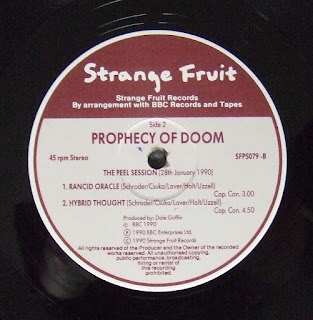 Strange Fruit
Strange Fruit Records
By arrangement with BBC Records and Tapes
Side 2
PROPHECY OF DOOM
45 rpm Stereo
SFPS079 -B
THE PEEL SESSION (28th January 1990)
1. RANCID ORACLE (Schroder/Csuka/Laver/Holt/Uzzell)
Cop. Con. 3.00
2. HYBRID THOUGHT (Schroder/Csuka/Laver/Holt/Uzzell)
Cop. Con. 4.50
Produced by: Dale Griffin
℗ BBC 1990
Ⓟ 1990 BBC Enterprises Ltd.
© 1990 Strange Fruit Records
All rights reserved of the Producer and the Owner of the recorded
works reserved. All unauthorised copying,
public performance, broadcasting,
hiring or rental of
this recording
prohibited.